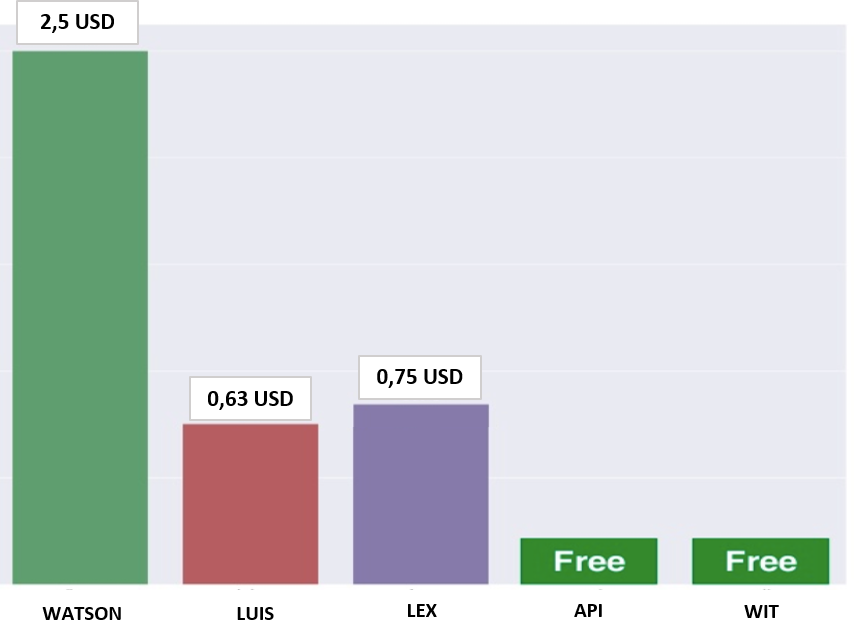 2,5 USD
0,63 USD
0,75 USD
Free
Free
WATSON
LUIS
LEX
API
WIT